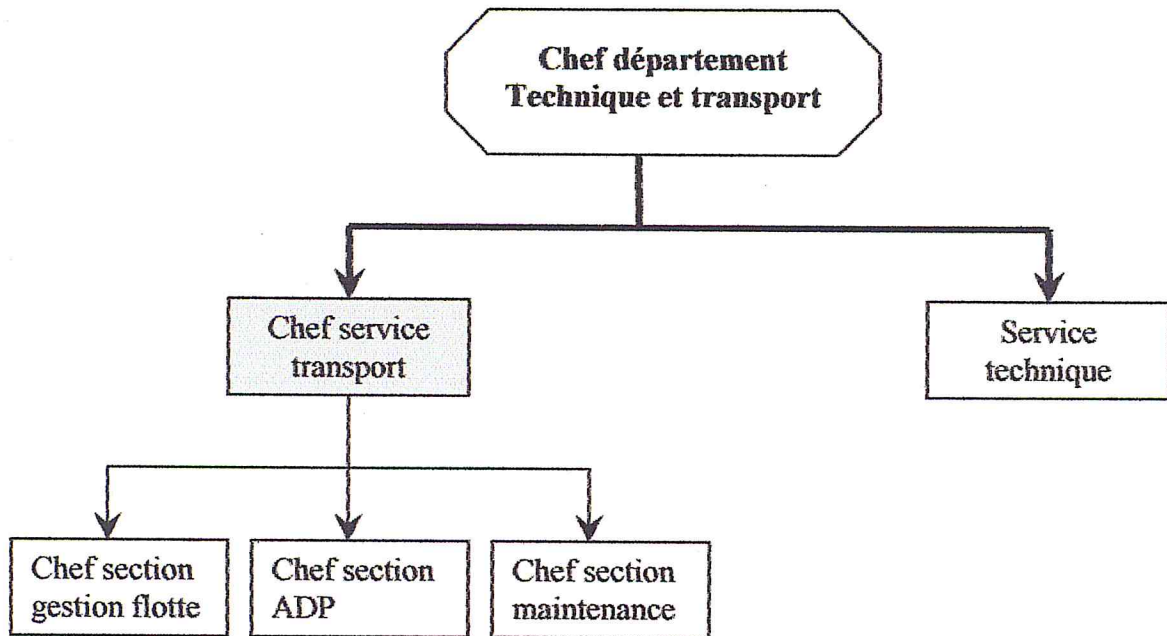 Chef département
Technique et transport
Chef service
transport
Service
technique
Chef section
gestion flotte
Chef section
ADP
Chef section
maintenance